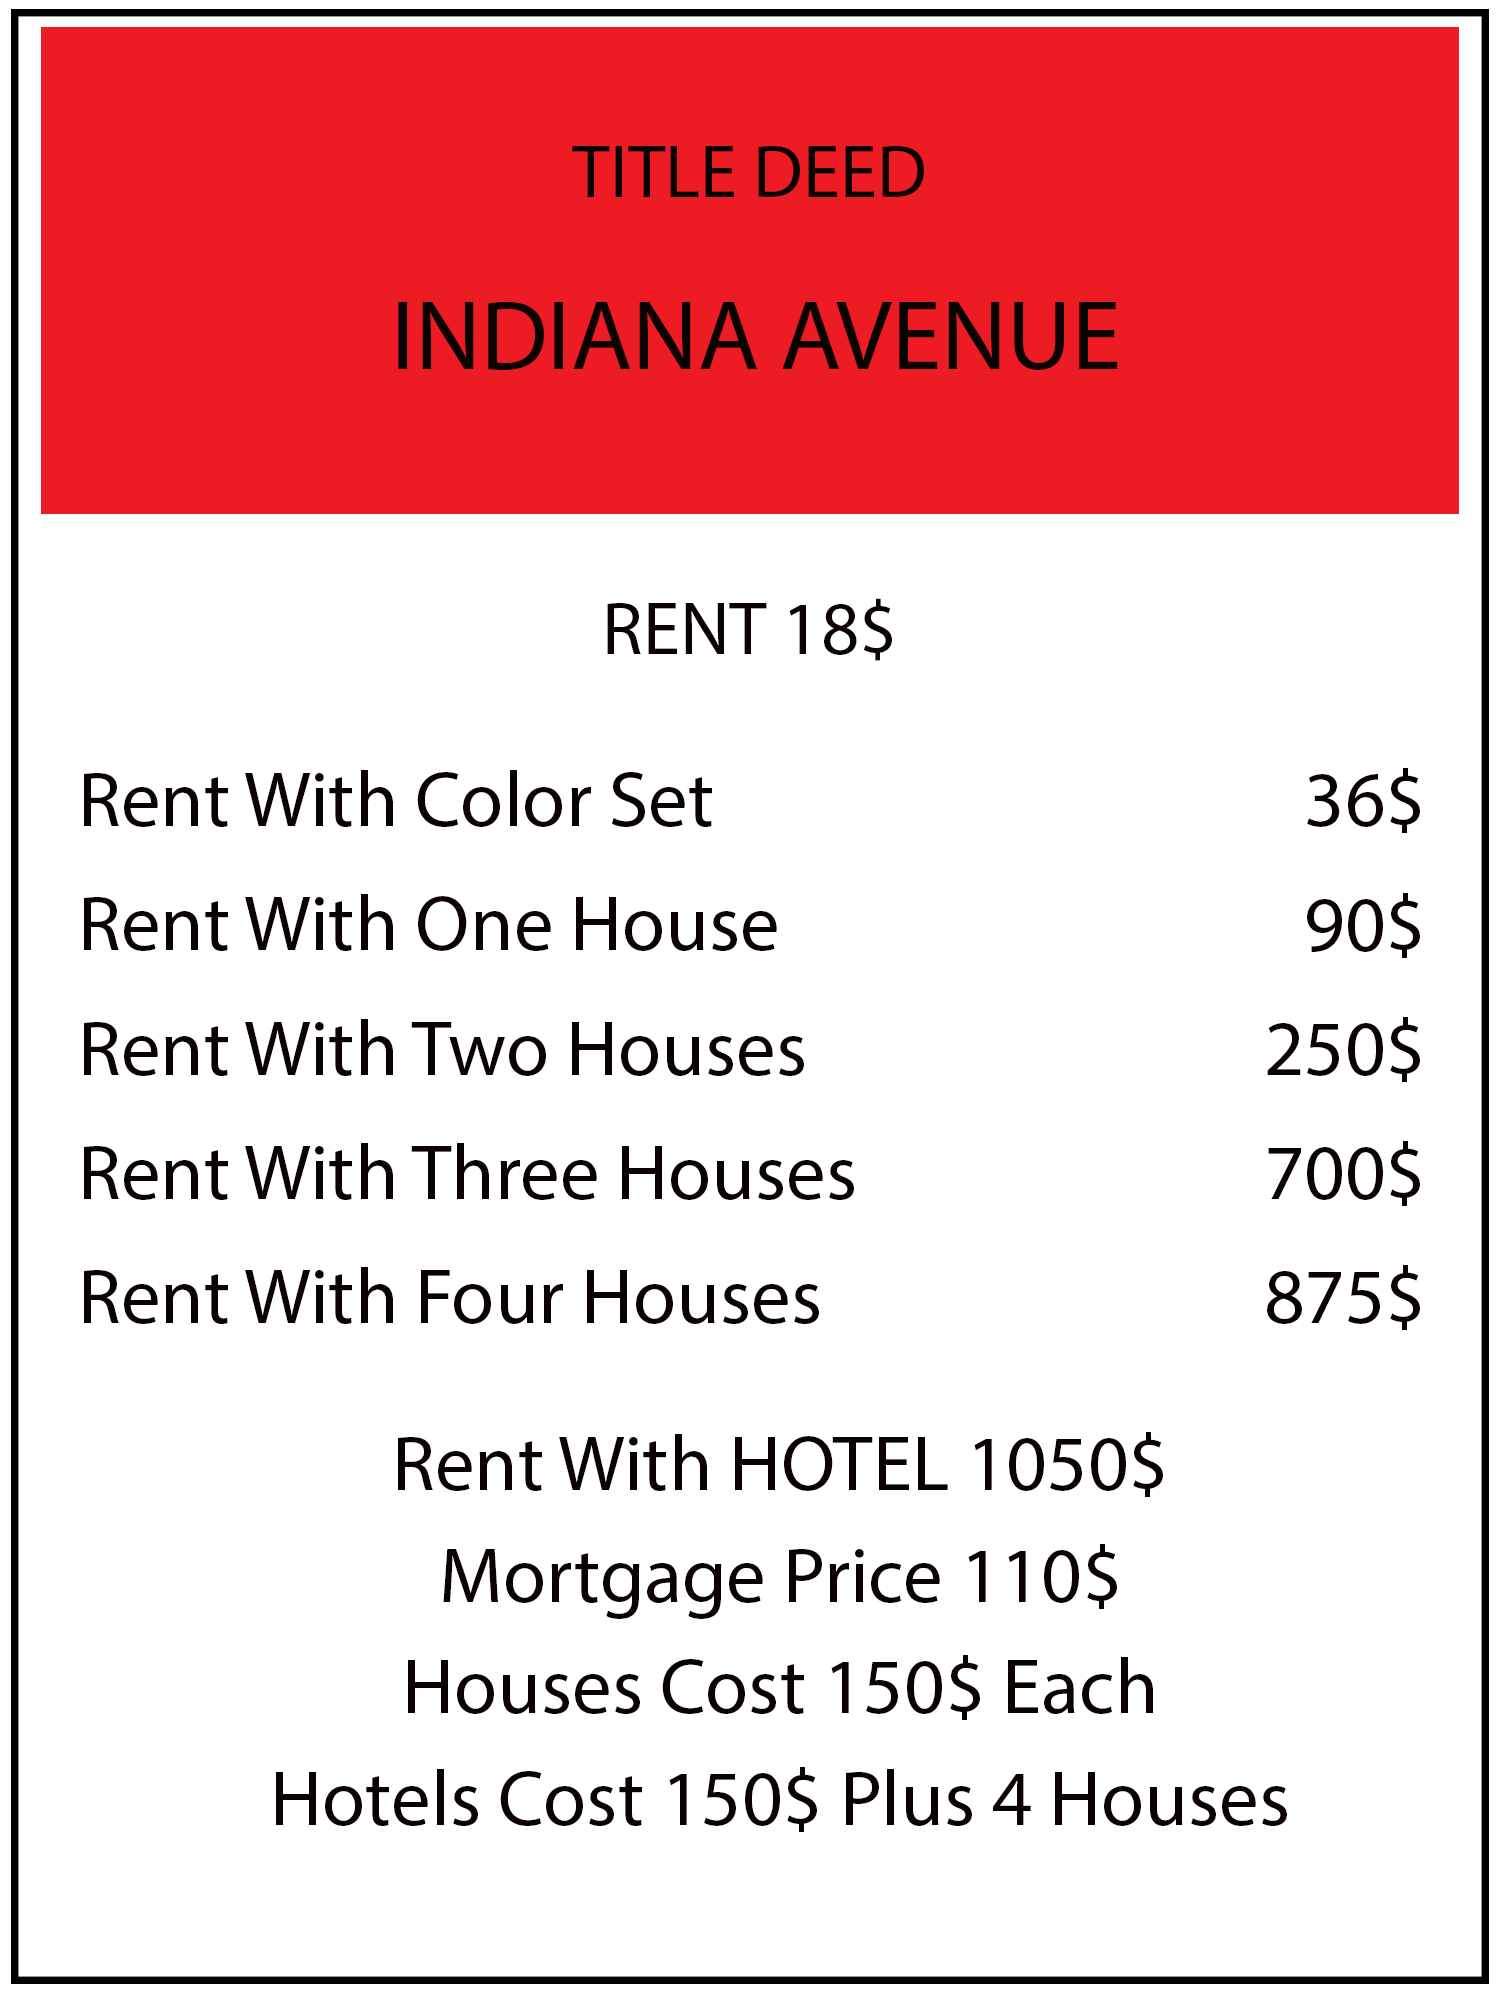 TITLE DEED
INDIANA AVENUE
RENT 18$
Rent With Color Set 36$
Rent With One House 90$
Rent With Two Houses 250$
Rent With Three Houses 700$
Rent With Four Houses 875$
Rent With HOTEL 1050$
Mortgage Price 110$
Houses Cost 150$ Each
Hotels Cost 150$ Plus 4 Houses